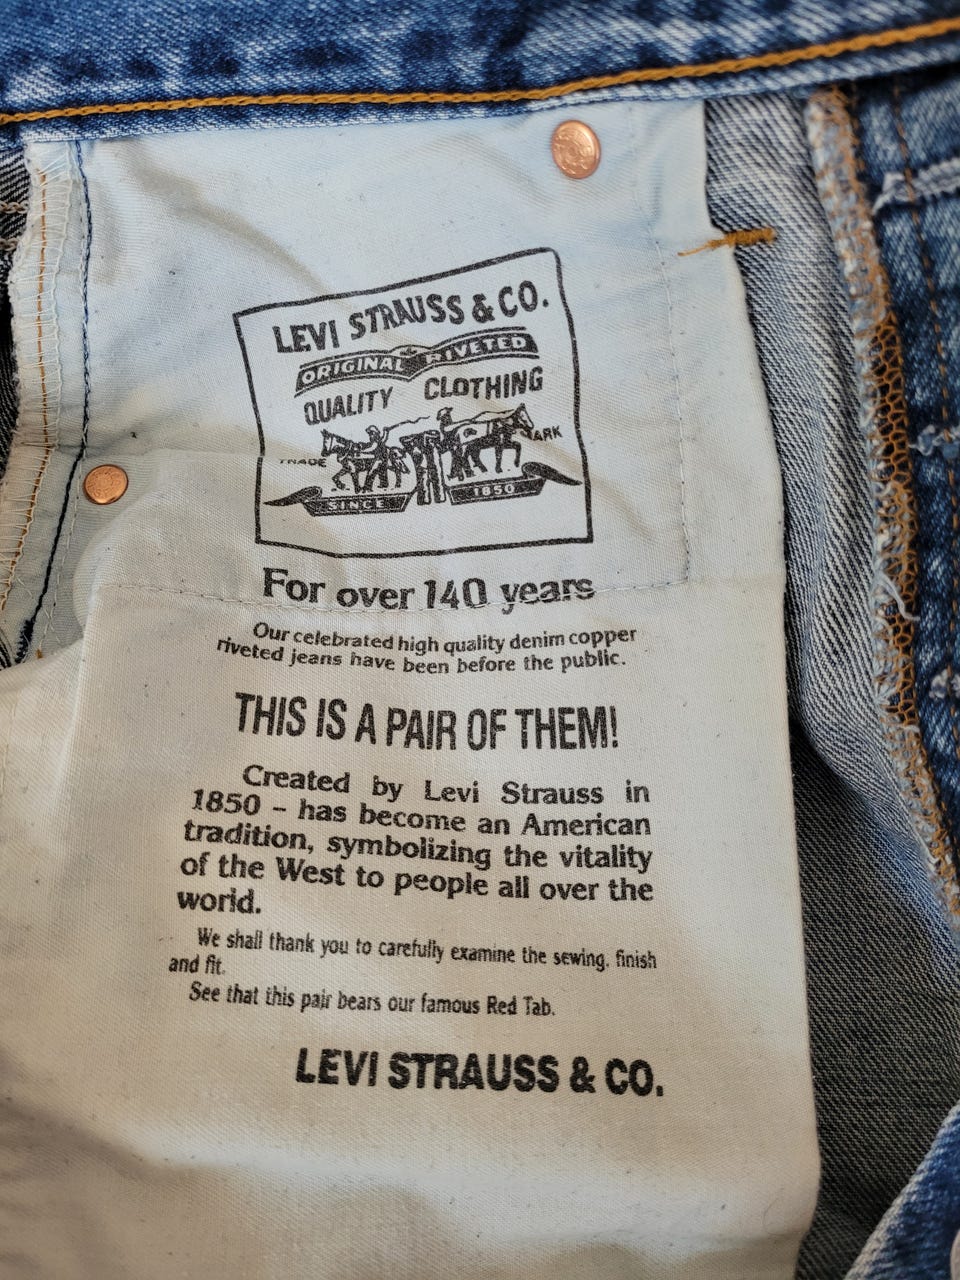 LEVI STRAUSS & CO.
ORIGINAL RIVETED
QUALITY CLOTHING
TRADE ARK
SINCE 1850
For over 140 years
Our celebrated high quality denim copper
riveted jeans have been before the public.
THIS IS A PAIR OF THEM!
Created by Levi Strauss in
1850 – has become an American
tradition, symbolizing the vitality
of the West to people all over the
world.
We shall thank you to carefully examine the sewing. finish
and fit.
See that this pair bears our famous Red Tab.
LEVI STRAUSS & CO.